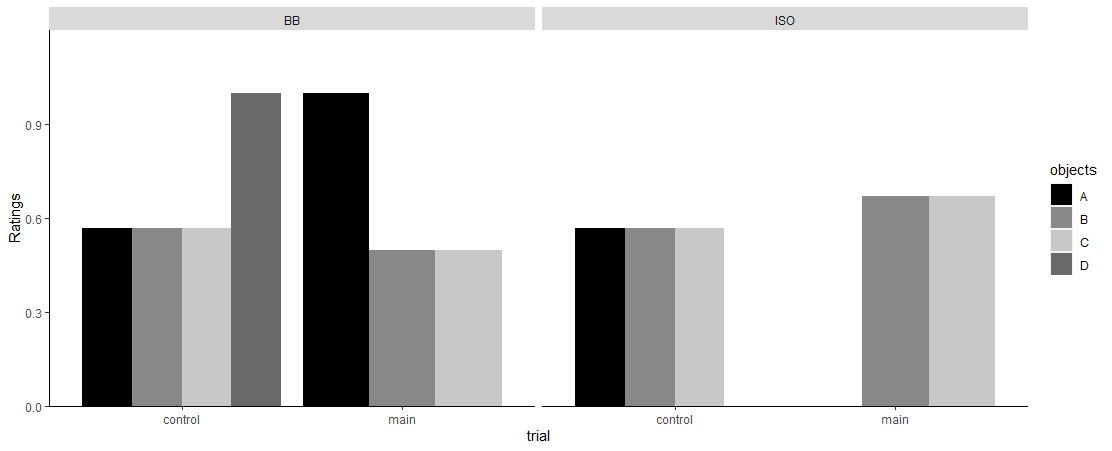 BB
ISO
Ratings
0.9
0.6
0.3
0.0
control
main
control
main
trial
objects
A
B
C
D